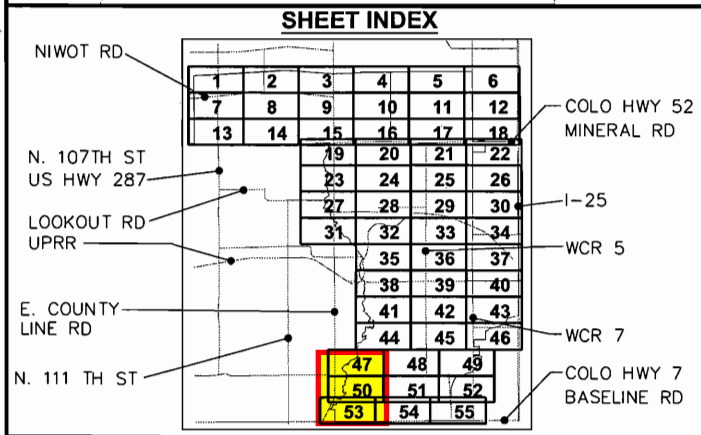 SHEET INDEX
NIWOT RD
1 2 3 4 5 6
7 8 9 10 11 12
13 14 15 16 17 18
COLO HWY 52
MINERAL RD
N. 107TH ST
US HWY 287
19 20 21 22
23 24 25 26
27 28 29 30
I-25
LOOKOUT RD
UPRR
31 32 33 34
35 36 37
WCR 5
38 39 40
E. COUNTY
LINE RD
41 42 43
44 45 46
WCR 7
N. 111 TH ST
47 48 49
50 51 52
53 54 55
COLO HWY 7
BASELINE RD